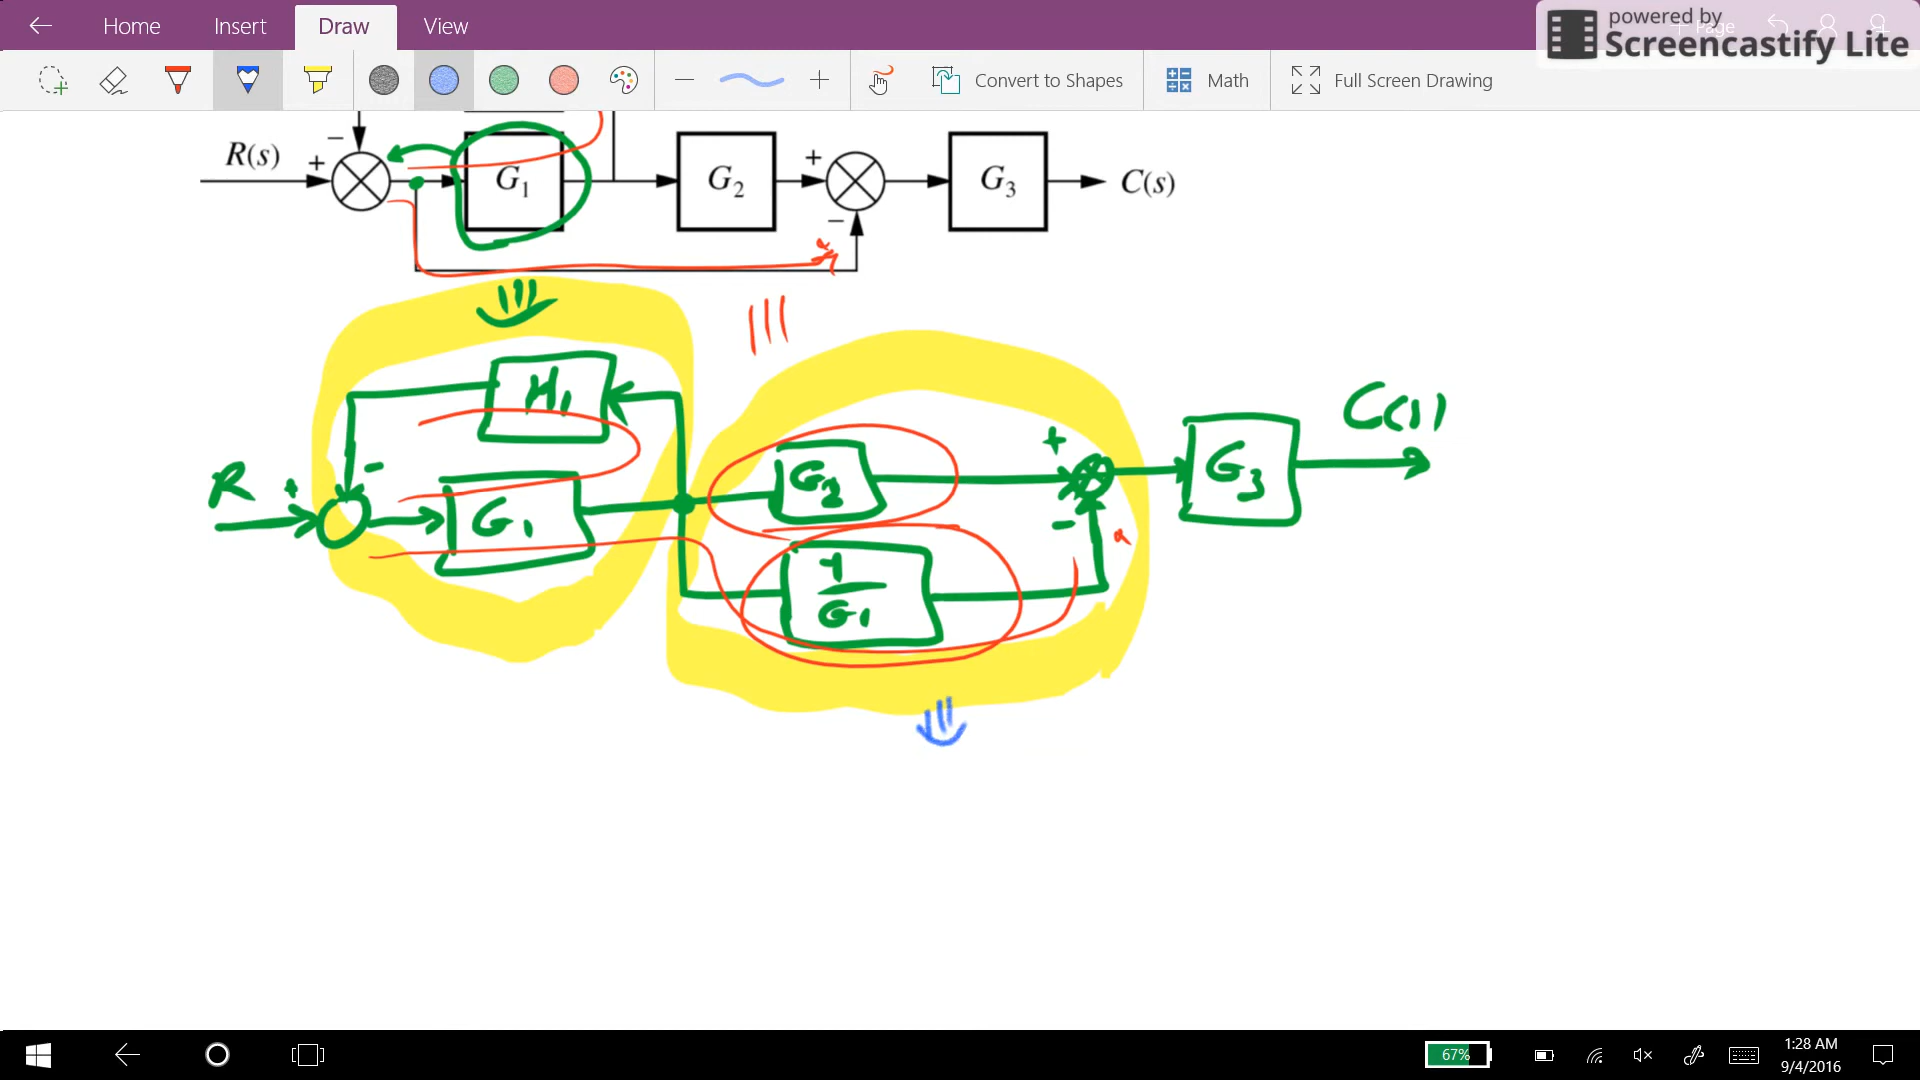 Home Insert Draw View
Page
powered by
Screencastify Lite
Convert to Shapes Math Full Screen Drawing
R(s) + − G₁ G₂ + − G₃ C(s)
H₁
R + − G₁ G₂ + − G₃ C(s)
1
G₁
67%
1:28 AM
9/4/2016